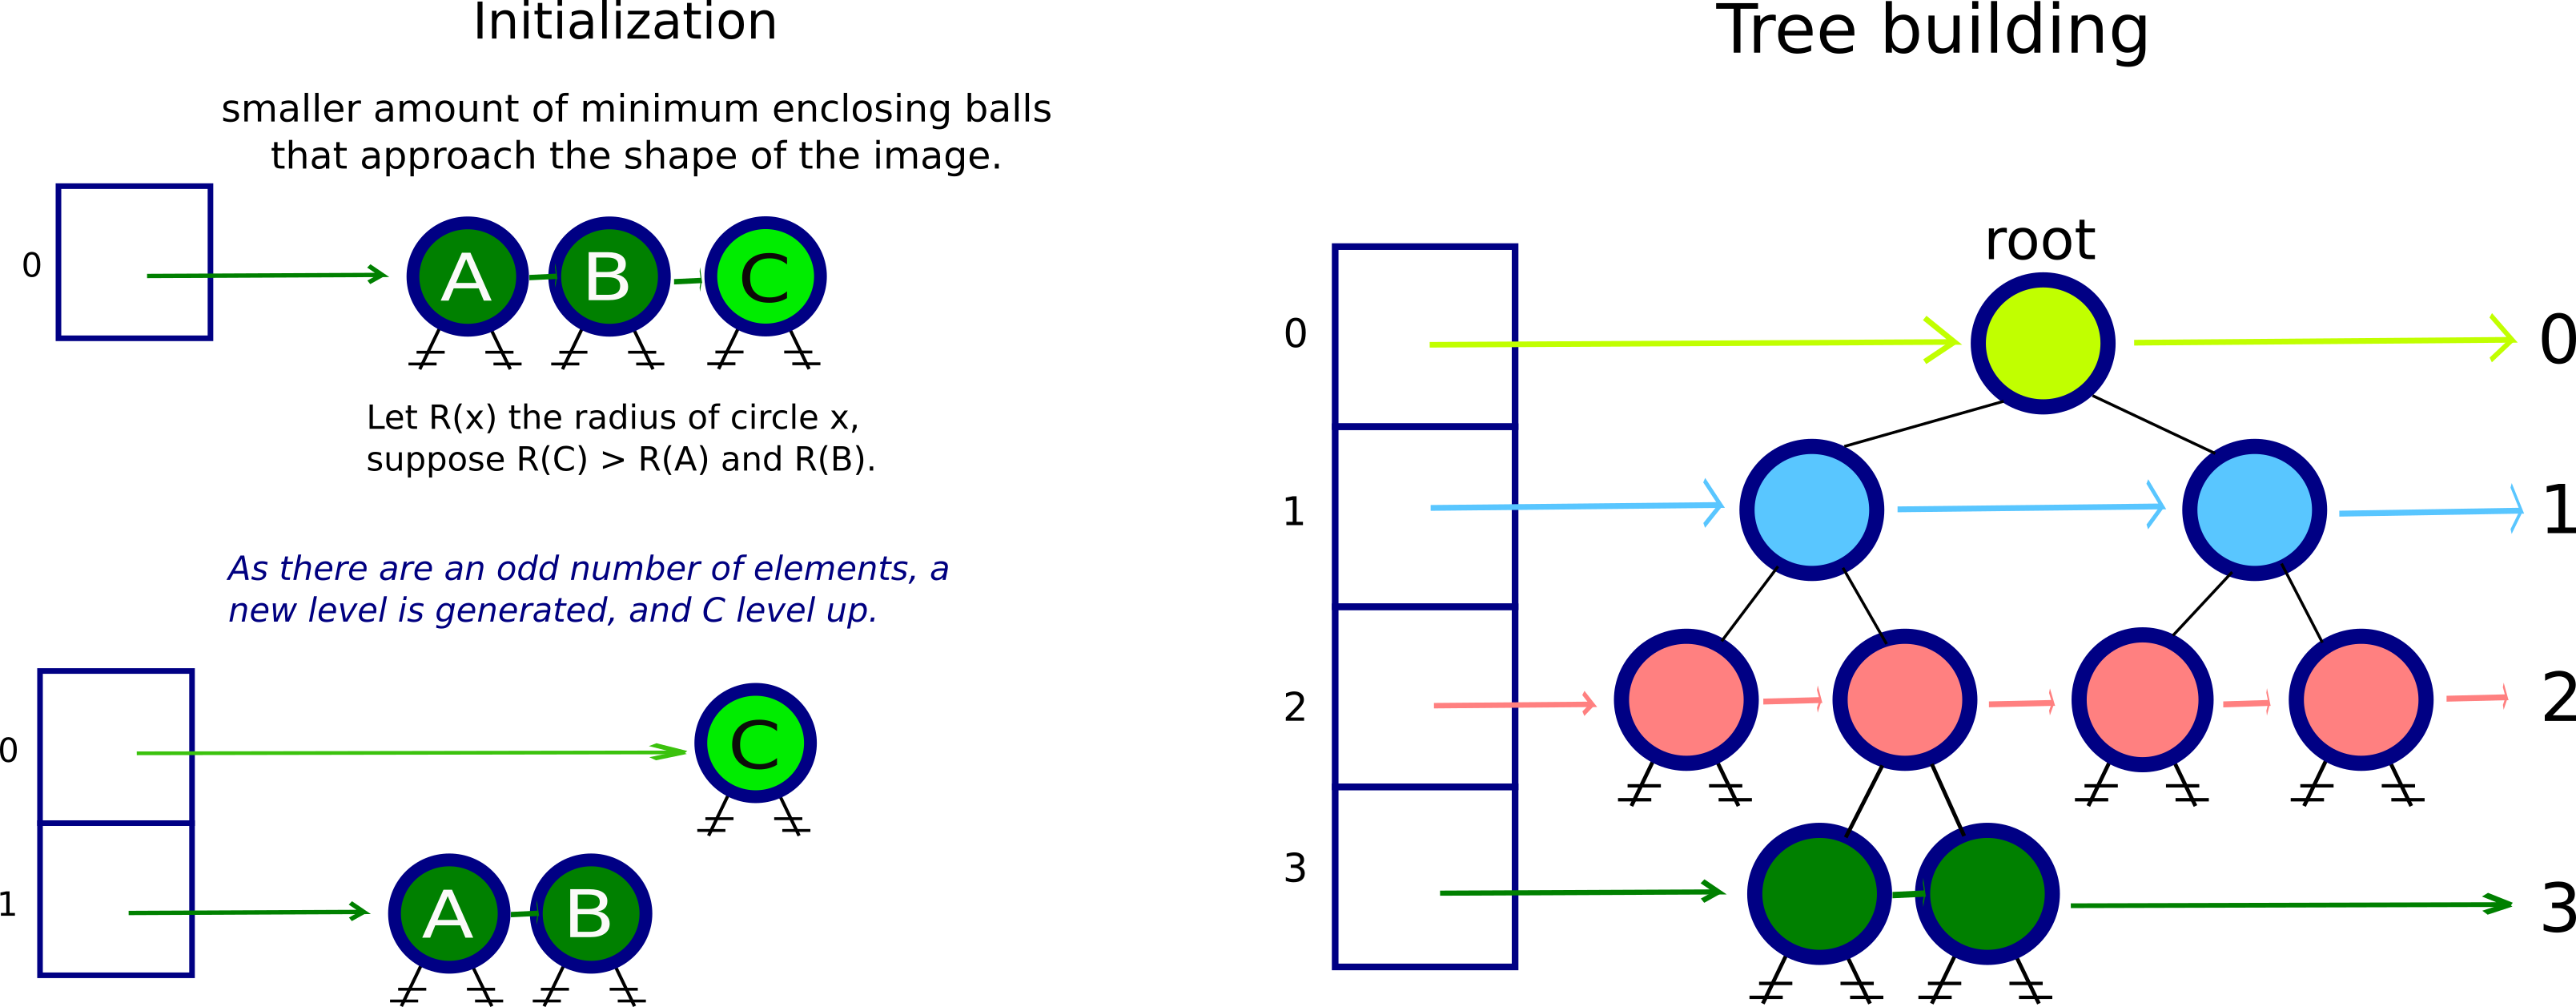 Initialization
smaller amount of minimum enclosing balls
that approach the shape of the image.
0
A B C
Let R(x) the radius of circle x,
suppose R(C) > R(A) and R(B).
As there are an odd number of elements, a
new level is generated, and C level up.
0
C
1
A B
Tree building
root
0 0
1 1
2 2
3 3